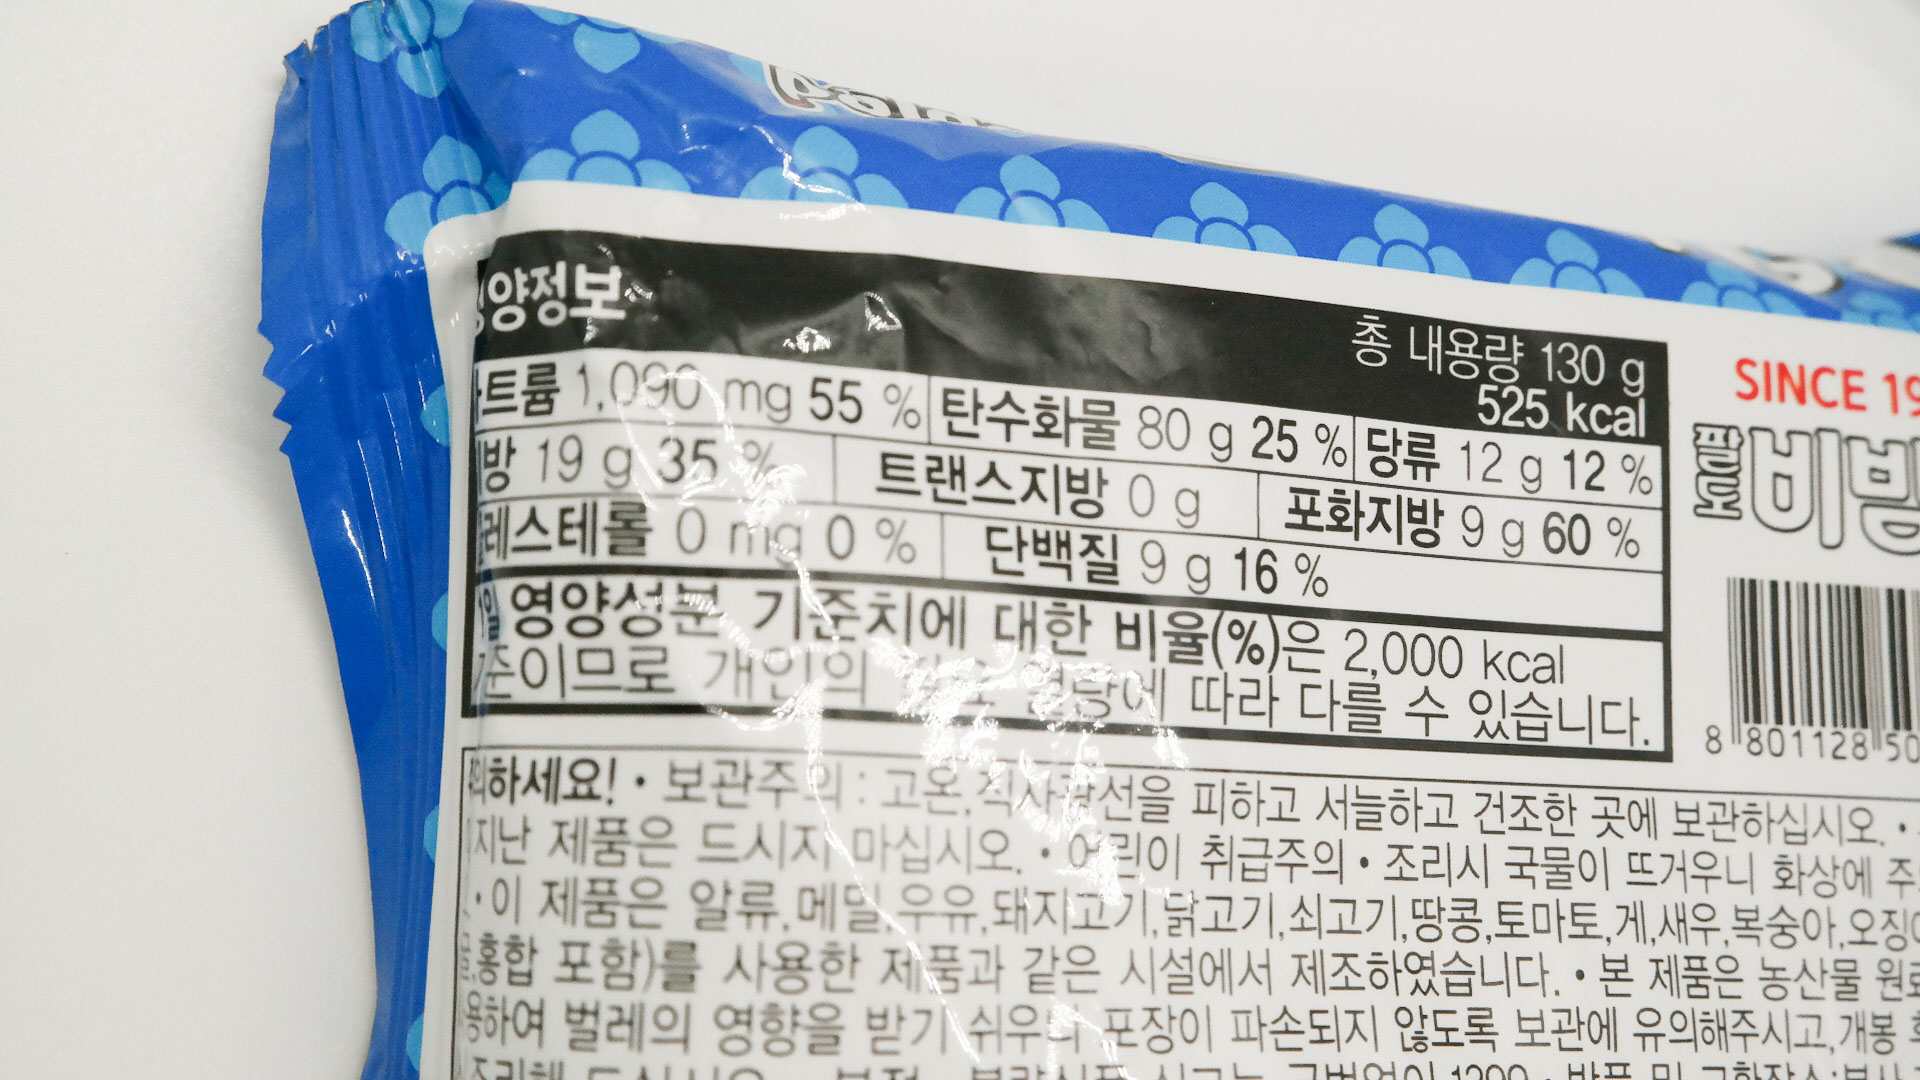 양정보
총 내용량 130 g
525 kcal
트륨 1,090 mg 55 % 탄수화물 80 g 25 % 당류 12 g 12 %
방 19 g 35 % 트랜스지방 0 g 포화지방 9 g 60 %
레스테롤 0 mg 0 % 단백질 9 g 16 %
영양성분 기준치에 대한 비율(%)은 2,000 kcal
준이므로 개인의 따라 다를 수 있습니다.
SINCE 19
팔도 비빔
8 801128 50
의하세요! • 보관주의 : 고온, 직사광선을 피하고 서늘하고 건조한 곳에 보관하십시오. •
지난 제품은 드시지 마십시오. • 어린이 취급주의 • 조리시 국물이 뜨거우니 화상에 주
• 이 제품은 알류,메밀,우유,돼지고기,닭고기,쇠고기,땅콩,토마토,게,새우,복숭아,오징
홍합 포함)를 사용한 제품과 같은 시설에서 제조하였습니다. • 본 제품은 농산물 원료
용하여 벌레의 영향을 받기 쉬우니 포장이 파손되지 않도록 보관에 유의해주시고,개봉